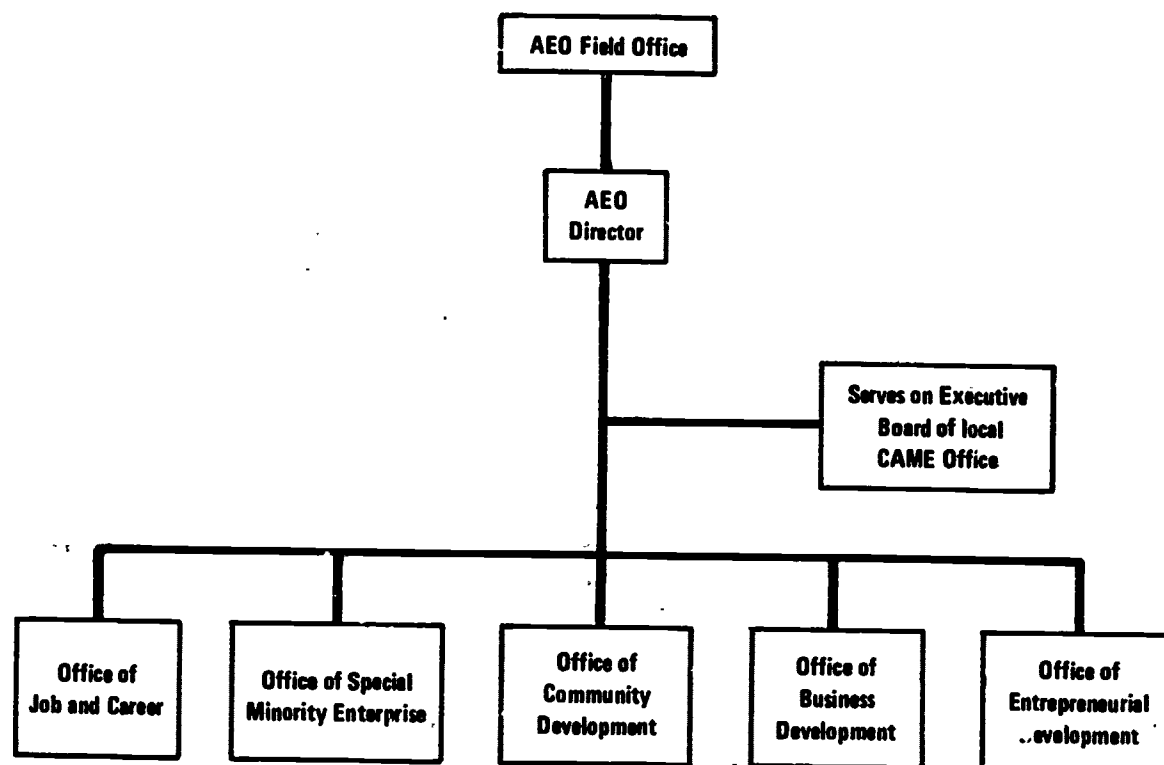 AEO Field Office
AEO
Director
Serves on Executive
Board of local
CAME Office
Office of
Job and Career
Office of Special
Minority Enterprise
Office of
Community
Development
Office of
Business
Development
Office of
Entrepreneurial
evelopment